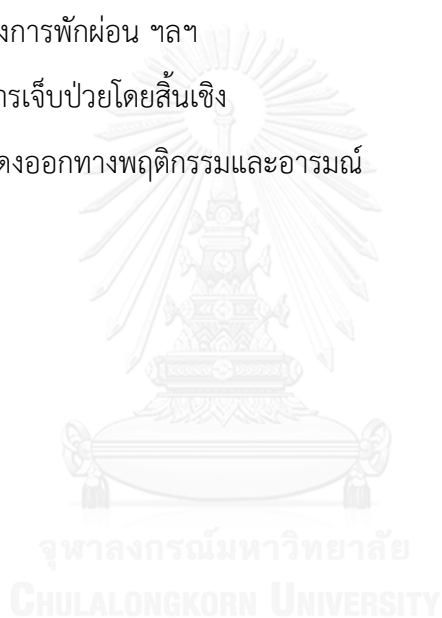 งการพักผ่อน ฯลฯ
ารเจ็บป่วยโดยสิ้นเชิง
ดงออกทางพฤติกรรมและอารมณ์
จุฬาลงกรณ์มหาวิทยาลัย
CHULALONGKORN UNIVERSITY